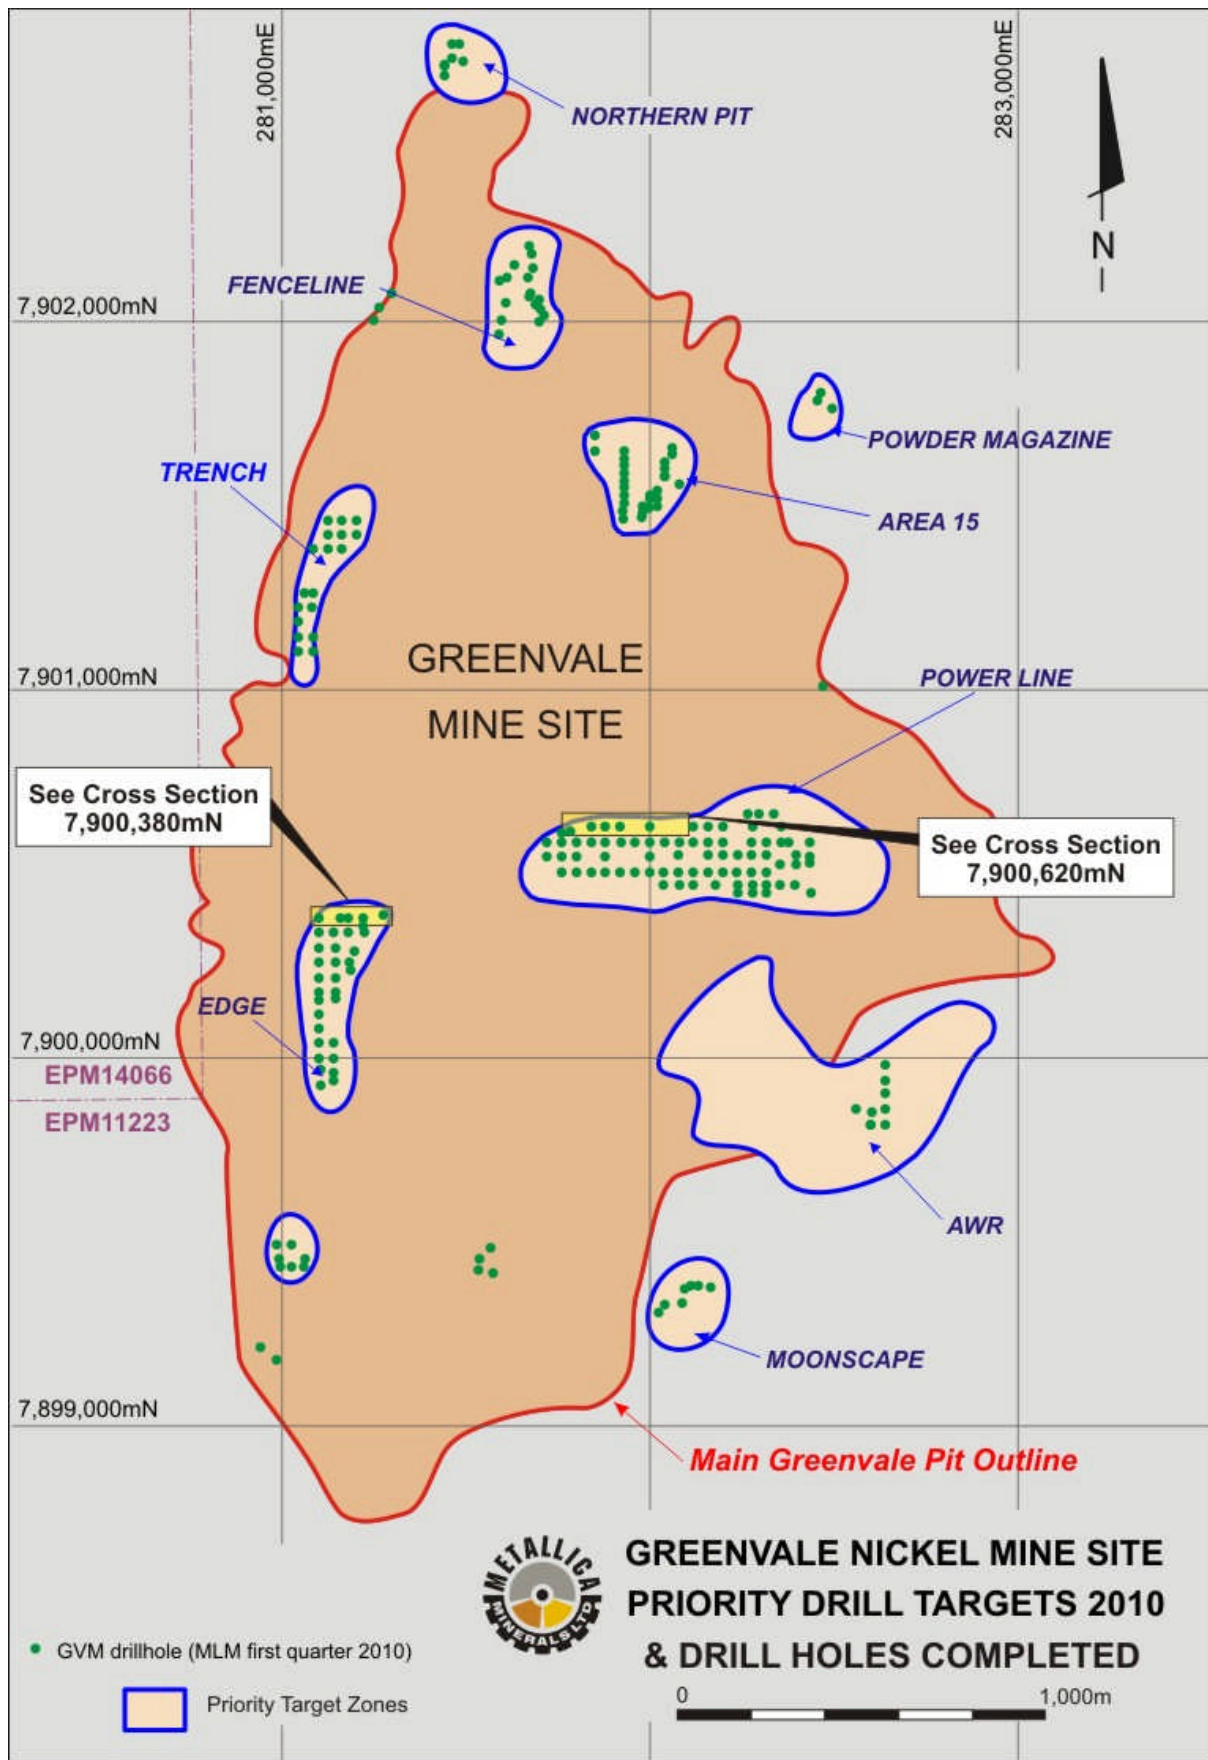 281,000mE
283,000mE
NORTHERN PIT
N
FENCELINE
7,902,000mN
POWDER MAGAZINE
TRENCH
AREA 15
GREENVALE
MINE SITE
7,901,000mN
POWER LINE
See Cross Section
7,900,380mN
See Cross Section
7,900,620mN
EDGE
7,900,000mN
EPM14066
EPM11223
AWR
MOONSCAPE
7,899,000mN
Main Greenvale Pit Outline
METALLICA
MINERALS LTD
GREENVALE NICKEL MINE SITE
PRIORITY DRILL TARGETS 2010
& DRILL HOLES COMPLETED
GVM drillhole (MLM first quarter 2010)
Priority Target Zones
0
1,000m